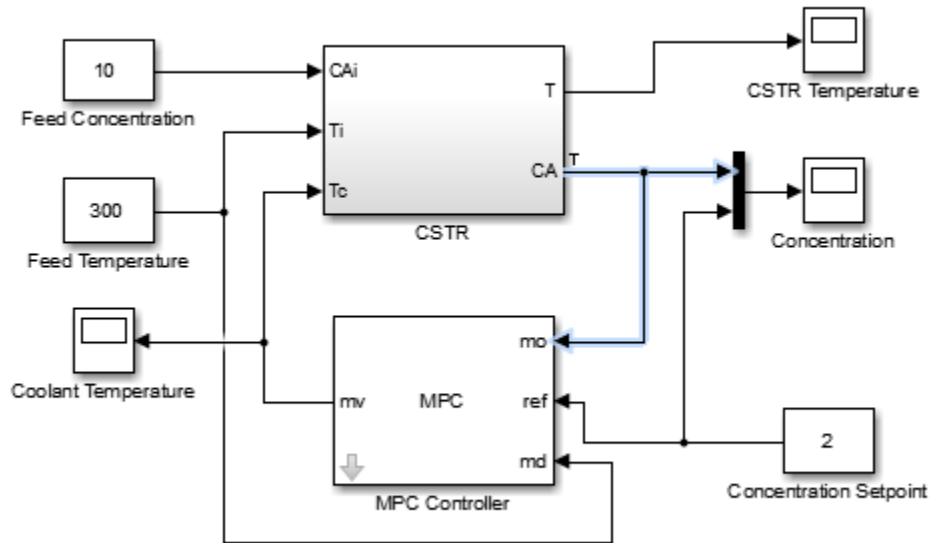 10
Feed Concentration
CAi
T
CSTR Temperature
Ti
CA
T
Tc
300
Feed Temperature
CSTR
Concentration
Coolant Temperature
mo
mv
MPC
ref
md
2
MPC Controller
Concentration Setpoint